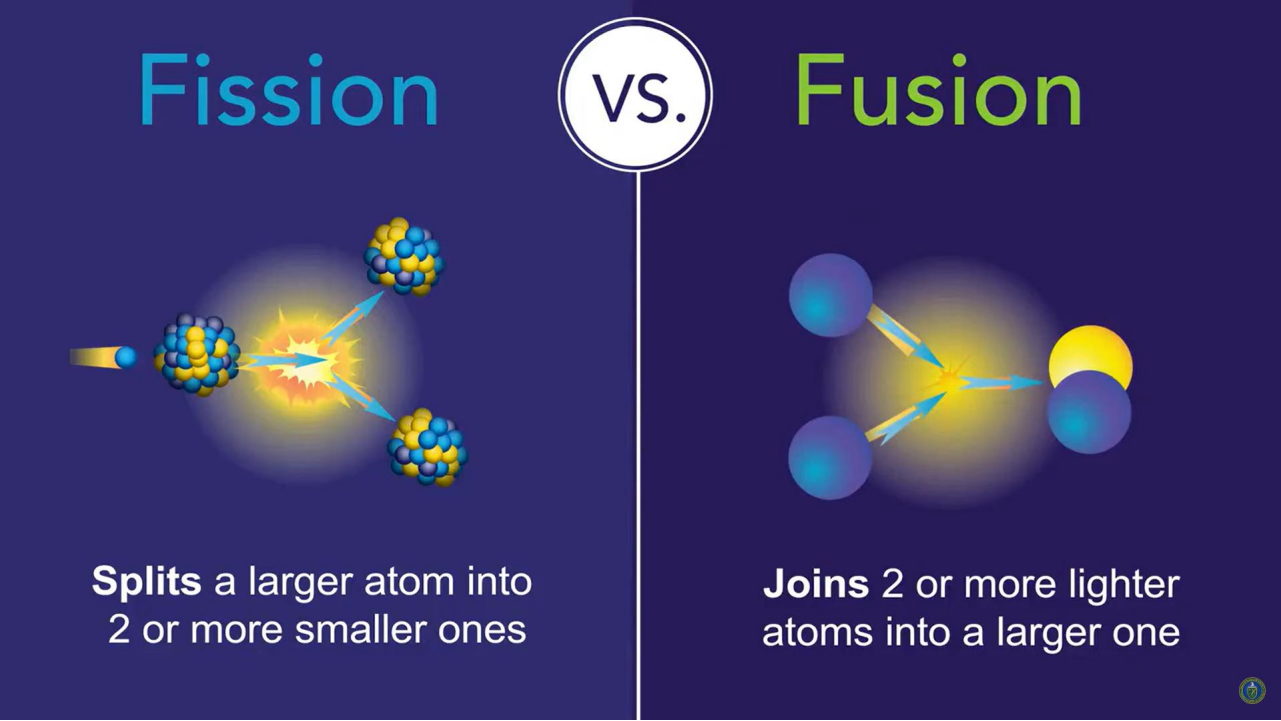 Fission
VS.
Fusion
Splits a larger atom into
2 or more smaller ones
Joins 2 or more lighter
atoms into a larger one